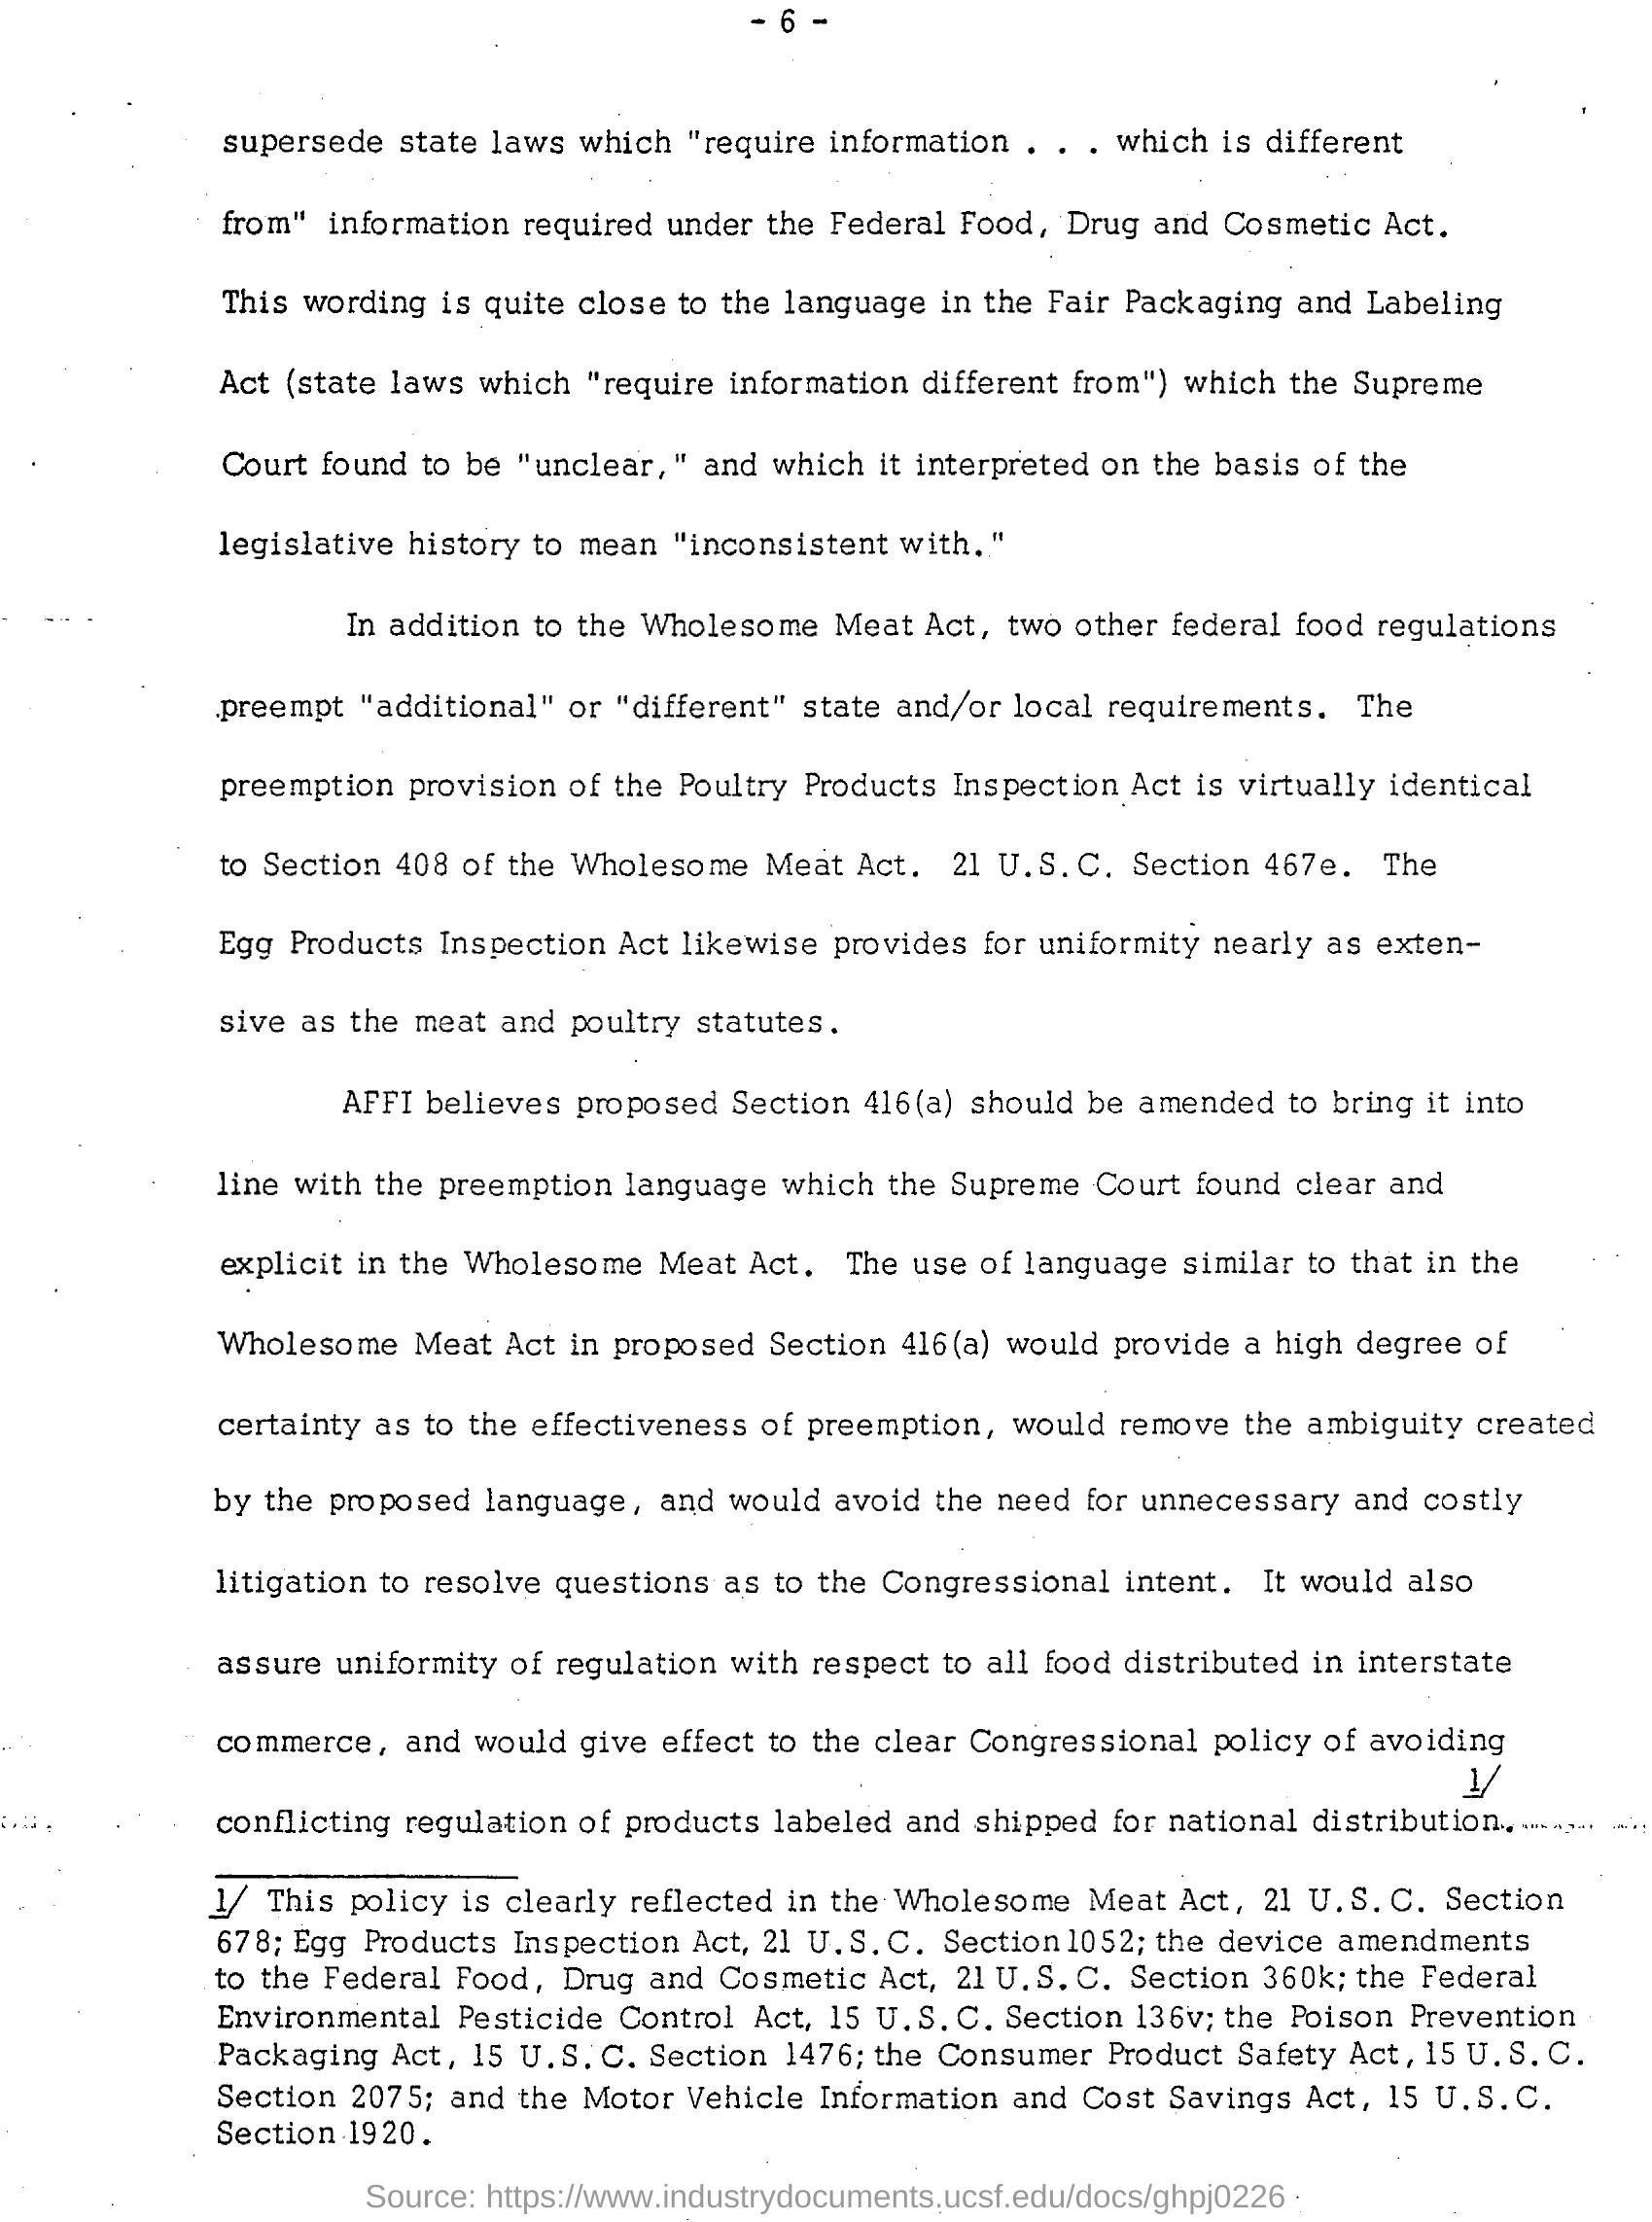 - 6 -
supersede state laws which "require information . . . which is different
from" information required under the Federal Food, Drug and Cosmetic Act.
This wording is quite close to the language in the Fair Packaging and Labeling
Act (state laws which "require information different from") which the Supreme
Court found to be "unclear," and which it interpreted on the basis of the
legislative history to mean "inconsistent with."
In addition to the Wholesome Meat Act, two other federal food regulations
preempt "additional" or "different" state and/or local requirements. The
preemption provision of the Poultry Products Inspection Act is virtually identical
to Section 408 of the Wholesome Meat Act. 21 U.S.C. Section 467e. The
Egg Products Inspection Act likewise provides for uniformity nearly as exten-
sive as the meat and poultry statutes.
AFFI believes proposed Section 416(a) should be amended to bring it into
line with the preemption language which the Supreme Court found clear and
explicit in the Wholesome Meat Act. The use of language similar to that in the
Wholesome Meat Act in proposed Section 416(a) would provide a high degree of
certainty as to the effectiveness of preemption, would remove the ambiguity created
by the proposed language, and would avoid the need for unnecessary and costly
litigation to resolve questions as to the Congressional intent. It would also
assure uniformity of regulation with respect to all food distributed in interstate
commerce, and would give effect to the clear Congressional policy of avoiding
conflicting regulation of products labeled and shipped for national distribution. 1/
1/ This policy is clearly reflected in the Wholesome Meat Act, 21 U.S.C. Section
678; Egg Products Inspection Act, 21 U.S.C. Section 1052; the device amendments
to the Federal Food, Drug and Cosmetic Act, 21 U.S.C. Section 360k; the Federal
Environmental Pesticide Control Act, 15 U.S.C. Section 136v; the Poison Prevention
Packaging Act, 15 U.S.C. Section 1476; the Consumer Product Safety Act, 15 U.S.C.
Section 2075; and the Motor Vehicle Information and Cost Savings Act, 15 U.S.C.
Section 1920.
Source: https://www.industrydocuments.ucsf.edu/docs/ghpj0226